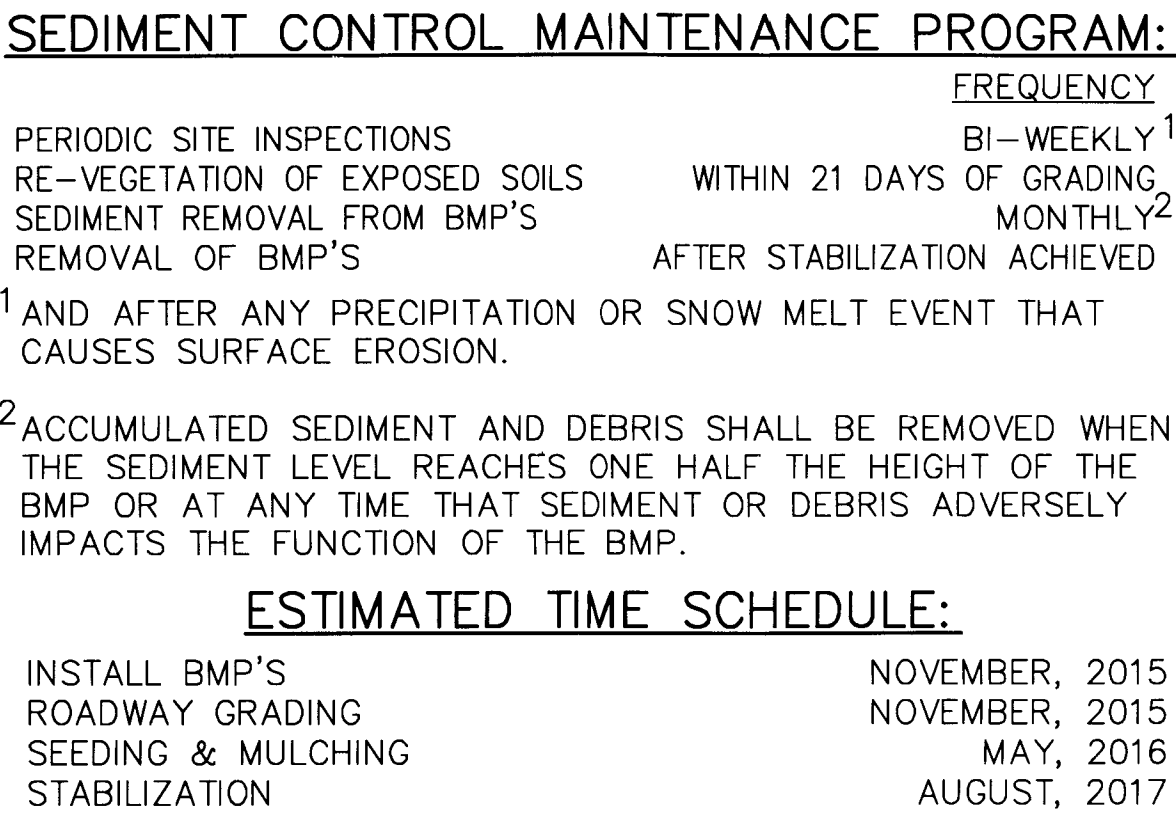 SEDIMENT CONTROL MAINTENANCE PROGRAM:
FREQUENCY
PERIODIC SITE INSPECTIONS BI-WEEKLY 1
RE-VEGETATION OF EXPOSED SOILS WITHIN 21 DAYS OF GRADING
SEDIMENT REMOVAL FROM BMP'S MONTHLY2
REMOVAL OF BMP'S AFTER STABILIZATION ACHIEVED
1 AND AFTER ANY PRECIPITATION OR SNOW MELT EVENT THAT
CAUSES SURFACE EROSION.
2 ACCUMULATED SEDIMENT AND DEBRIS SHALL BE REMOVED WHEN
THE SEDIMENT LEVEL REACHES ONE HALF THE HEIGHT OF THE
BMP OR AT ANY TIME THAT SEDIMENT OR DEBRIS ADVERSELY
IMPACTS THE FUNCTION OF THE BMP.
ESTIMATED TIME SCHEDULE:
INSTALL BMP'S NOVEMBER, 2015
ROADWAY GRADING NOVEMBER, 2015
SEEDING & MULCHING MAY, 2016
STABILIZATION AUGUST, 2017